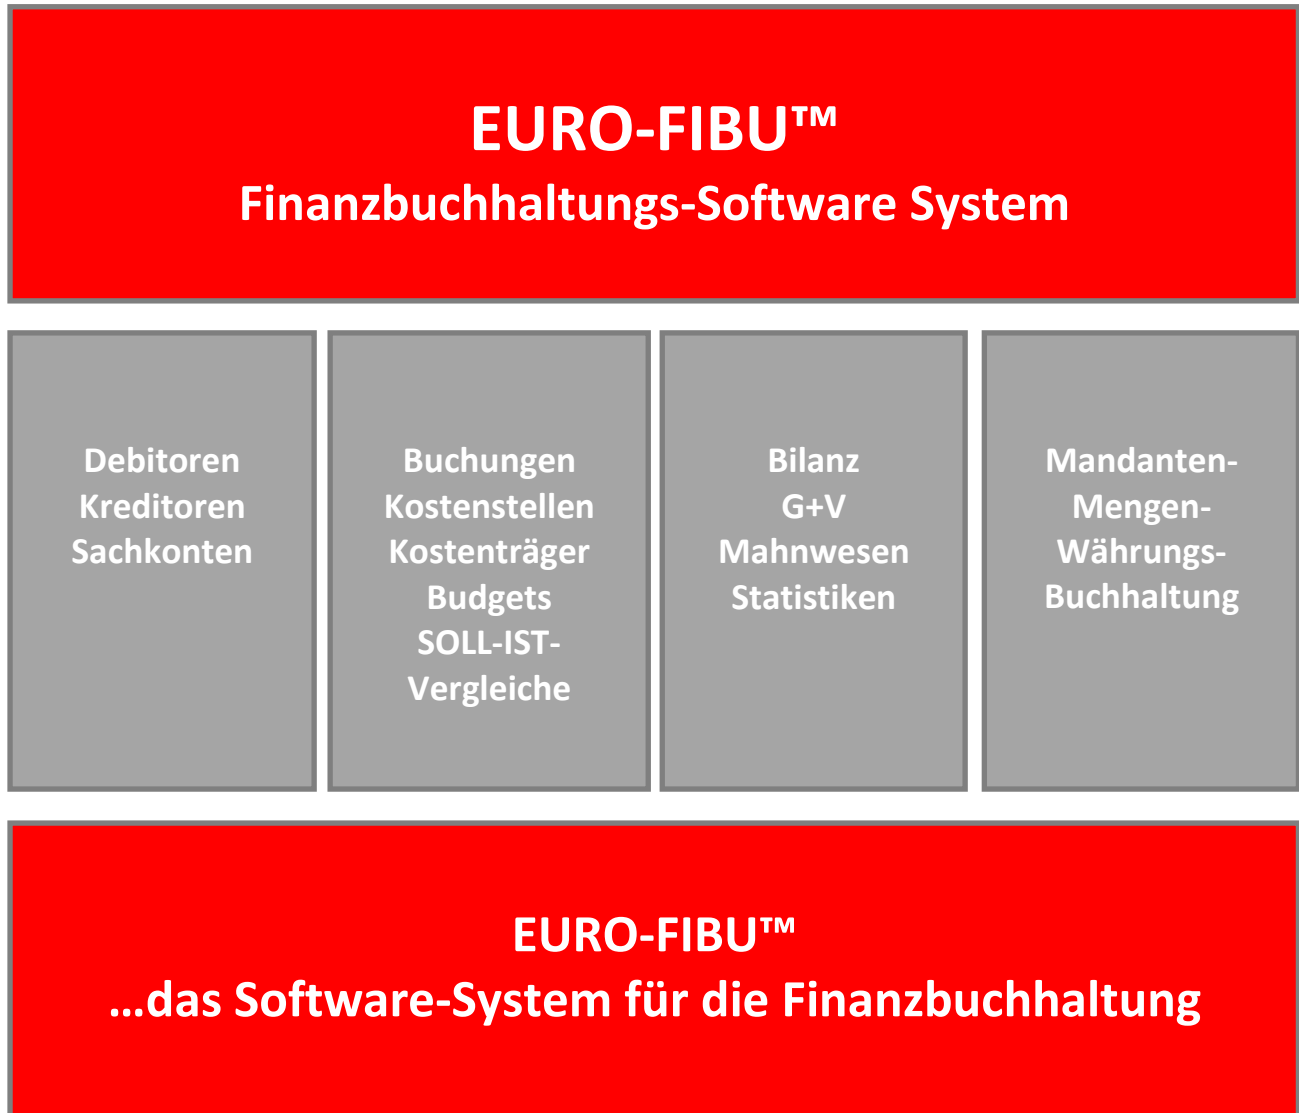 EURO-FIBU™
Finanzbuchhaltungs-Software System
Debitoren
Kreditoren
Sachkonten
Buchungen
Kostenstellen
Kostenträger
Budgets
SOLL-IST-
Vergleiche
Bilanz
G+V
Mahnwesen
Statistiken
Mandanten-
Mengen-
Währungs-
Buchhaltung
EURO-FIBU™
…das Software-System für die Finanzbuchhaltung